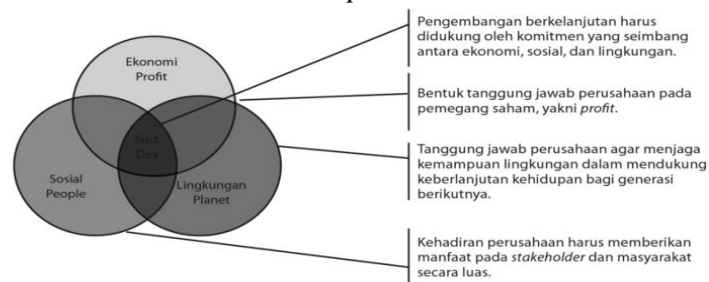 Ekonomi
Profit
Sust.
Dev
Sosial
People
Lingkungan
Planet
Pengembangan berkelanjutan harus
didukung oleh komitmen yang seimbang
antara ekonomi, sosial, dan lingkungan.
Bentuk tanggung jawab perusahaan pada
pemegang saham, yakni profit.
Tanggung jawab perusahaan agar menjaga
kemampuan lingkungan dalam mendukung
keberlanjutan kehidupan bagi generasi
berikutnya.
Kehadiran perusahaan harus memberikan
manfaat pada stakeholder dan masyarakat
secara luas.